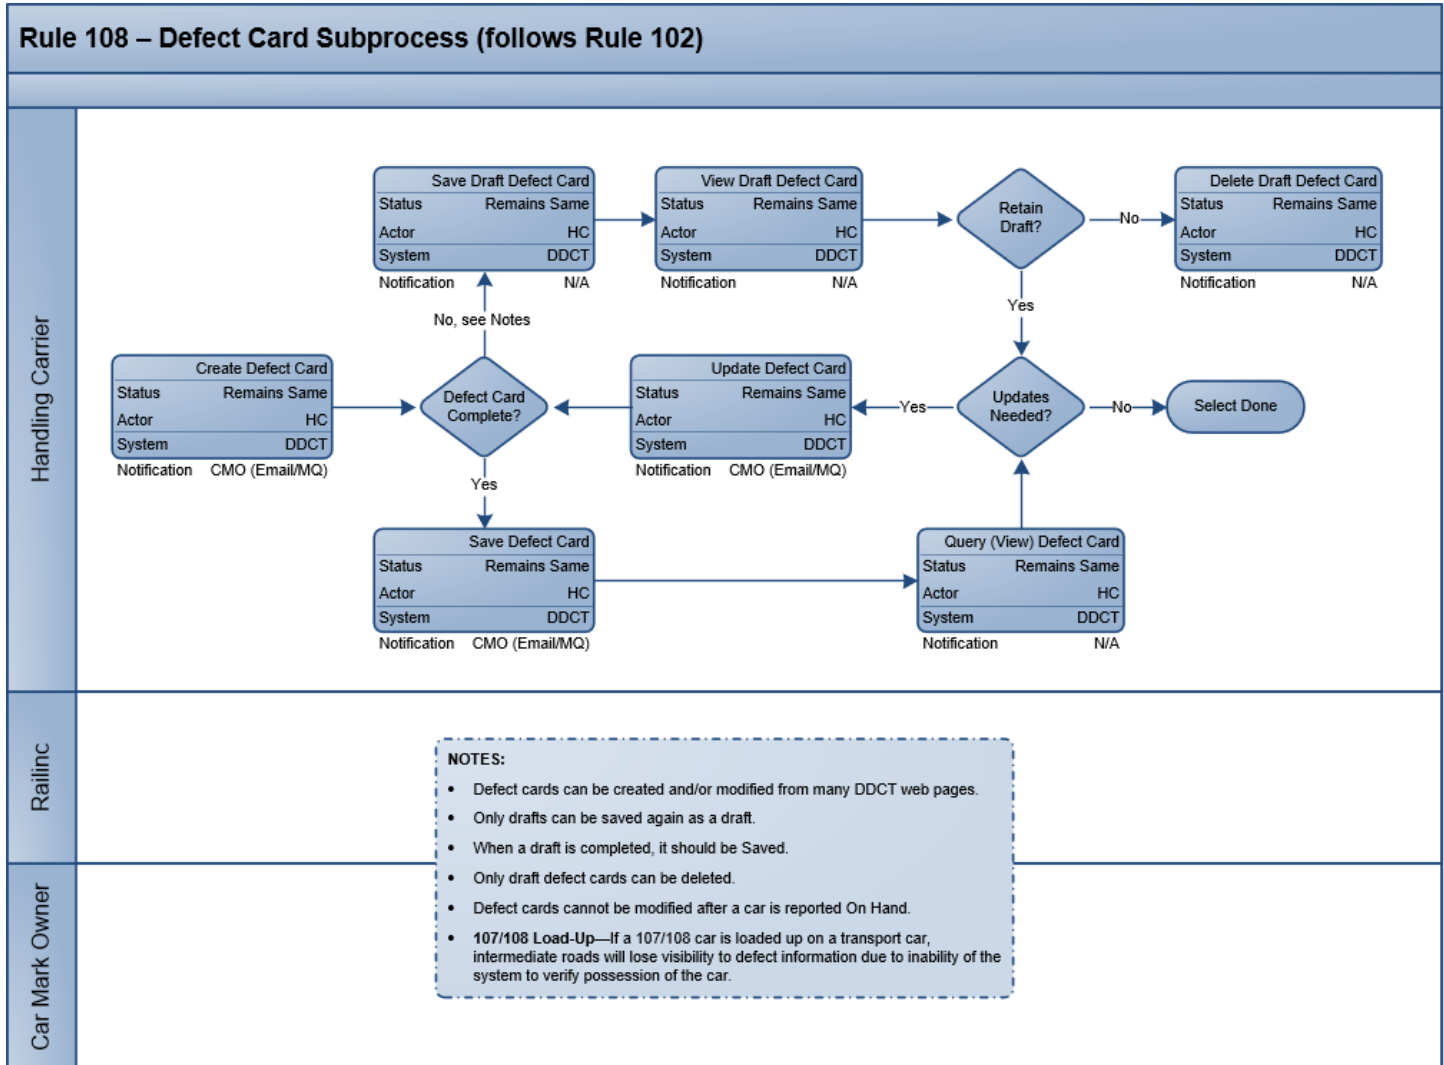 Rule 108 – Defect Card Subprocess (follows Rule 102)
Handling Carrier
Save Draft Defect Card
Status Remains Same
Actor HC
System DDCT
Notification N/A
View Draft Defect Card
Status Remains Same
Actor HC
System DDCT
Notification N/A
Retain
Draft?
No
Delete Draft Defect Card
Status Remains Same
Actor HC
System DDCT
Notification N/A
No, see Notes
Yes
Create Defect Card
Status Remains Same
Actor HC
System DDCT
Notification CMO (Email/MQ)
Defect Card
Complete?
Update Defect Card
Status Remains Same
Actor HC
System DDCT
Notification CMO (Email/MQ)
Yes
Updates
Needed?
No
Select Done
Yes
Save Defect Card
Status Remains Same
Actor HC
System DDCT
Notification CMO (Email/MQ)
Query (View) Defect Card
Status Remains Same
Actor HC
System DDCT
Notification N/A
Railinc
Car Mark Owner
NOTES:
• Defect cards can be created and/or modified from many DDCT web pages.
• Only drafts can be saved again as a draft.
• When a draft is completed, it should be Saved.
• Only draft defect cards can be deleted.
• Defect cards cannot be modified after a car is reported On Hand.
• 107/108 Load-Up—If a 107/108 car is loaded up on a transport car,
intermediate roads will lose visibility to defect information due to inability of the
system to verify possession of the car.